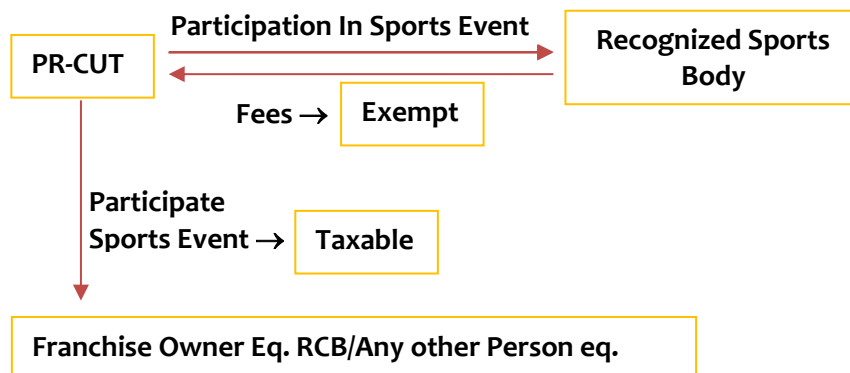 Participation In Sports Event
PR-CUT
Recognized Sports
Body
Fees → Exempt
Participate
Sports Event → Taxable
Franchise Owner Eq. RCB/Any other Person eq.